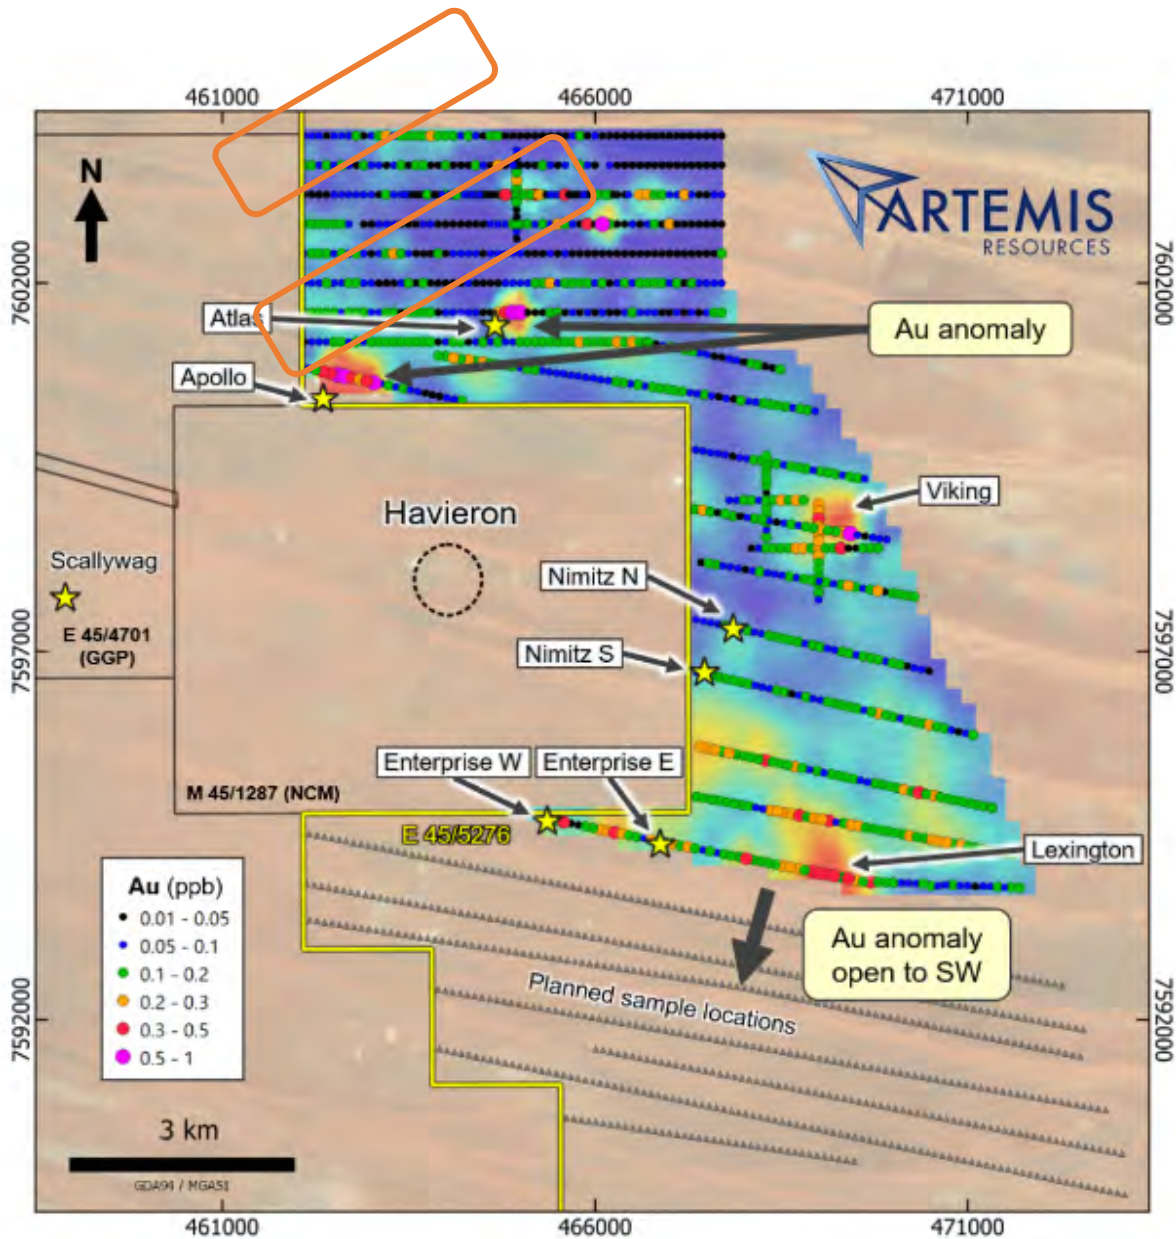 461000
466000
471000
N
ARTEMIS
RESOURCES
7602000
7602000
Atlas
Au anomaly
Apollo
Viking
Havieron
Scallywag
Nimitz N
E 45/4701
(GGP)
Nimitz S
7597000
7597000
Enterprise W
Enterprise E
M 45/1287 (NCM)
E 45/5276
Lexington
Au (ppb)
0.01 - 0.05
0.05 - 0.1
0.1 - 0.2
0.2 - 0.3
0.3 - 0.5
0.5 - 1
Au anomaly
open to SW
Planned sample locations
7592000
7592000
3 km
GDA94 / MGA51
461000
466000
471000